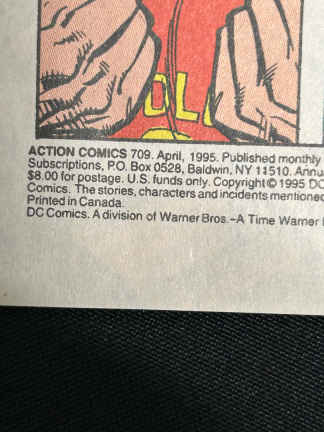 OL
ACTION COMICS 709. April, 1995. Published monthly
Subscriptions, P.O. Box 0528, Baldwin, NY 11510. Annu
$8.00 for postage. U.S. funds only. Copyright © 1995 DC
Comics. The stories, characters and incidents mentioned
Printed in Canada.
DC Comics. A division of Warner Bros.–A Time Warner